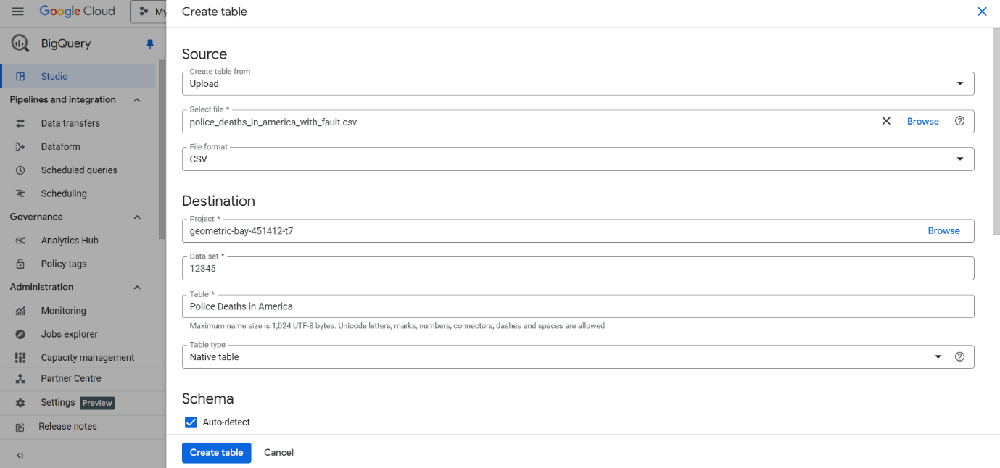 Google Cloud
My
Create table
BigQuery
Studio
Pipelines and integration
Data transfers
Dataform
Scheduled queries
Scheduling
Governance
Analytics Hub
Policy tags
Administration
Monitoring
Jobs explorer
Capacity management
Partner Centre
Settings Preview
Release notes
Source
Create table from
Upload
Select file *
police_deaths_in_america_with_fault.csv
Browse
File format
CSV
Destination
Project *
geometric-bay-451412-t7
Browse
Data set *
12345
Table *
Police Deaths in America
Maximum name size is 1,024 UTF-8 bytes. Unicode letters, marks, numbers, connectors, dashes and spaces are allowed.
Table type
Native table
Schema
Auto-detect
Create table
Cancel